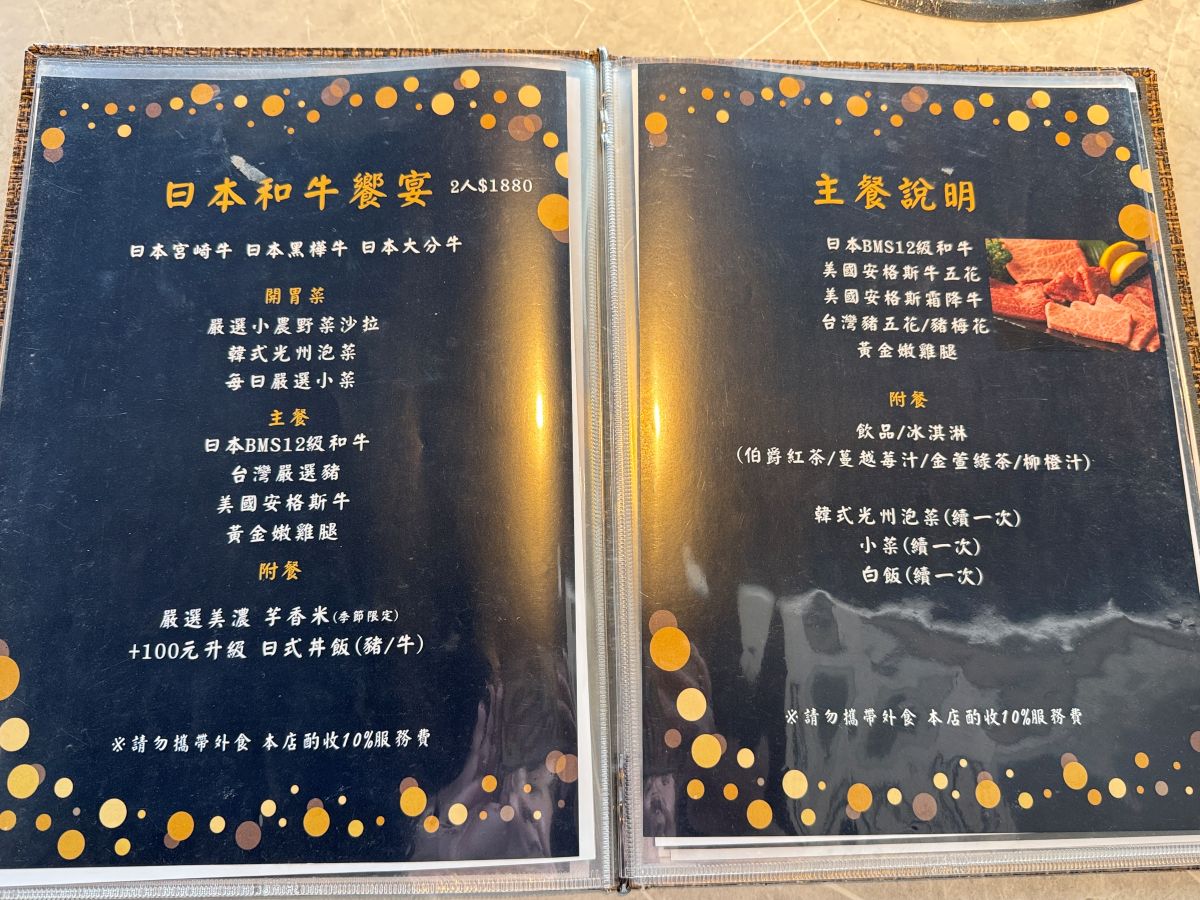 日本和牛饗宴 2人$1880
日本宮崎牛 日本黑樺牛 日本大分牛
開胃菜
嚴選小農野菜沙拉
韓式光州泡菜
每日嚴選小菜
主餐
日本BMS12級和牛
台灣嚴選豬
美國安格斯牛
黃金嫩雞腿
附餐
嚴選美濃 芋香米(季節限定)
+100元升級 日式丼飯(豬/牛)
※請勿攜帶外食 本店酌收10%服務費
主餐說明
日本BMS12級和牛
美國安格斯牛五花
美國安格斯霜降牛
台灣豬五花/豬梅花
黃金嫩雞腿
附餐
飲品/冰淇淋
(伯爵紅茶/蔓越莓汁/金萱綠茶/柳橙汁)
韓式光州泡菜(續一次)
小菜(續一次)
白飯(續一次)
※請勿攜帶外食 本店酌收10%服務費